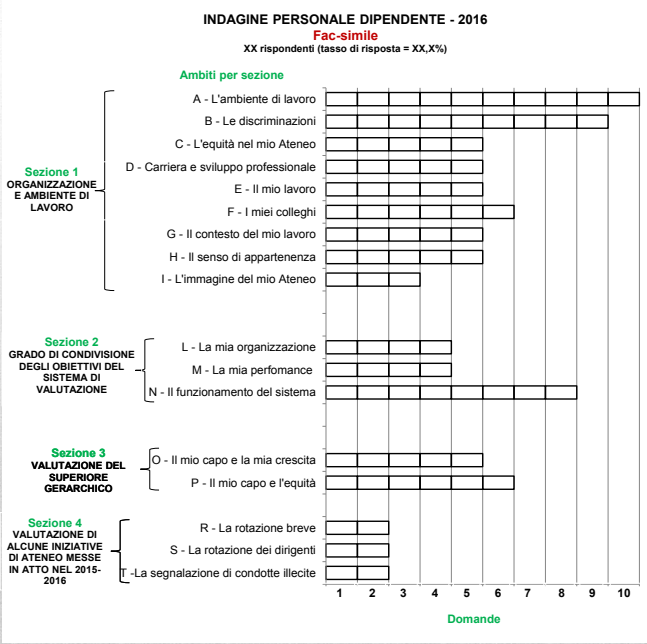 INDAGINE PERSONALE DIPENDENTE - 2016
Fac-simile
XX rispondenti (tasso di risposta = XX,X%)
Ambiti per sezione
Sezione 1
ORGANIZZAZIONE
E AMBIENTE DI
LAVORO
A - L'ambiente di lavoro
B - Le discriminazioni
C - L'equità nel mio Ateneo
D - Carriera e sviluppo professionale
E - Il mio lavoro
F - I miei colleghi
G - Il contesto del mio lavoro
H - Il senso di appartenenza
I - L'immagine del mio Ateneo
Sezione 2
GRADO DI CONDIVISIONE
DEGLI OBIETTIVI DEL
SISTEMA DI
VALUTAZIONE
L - La mia organizzazione
M - La mia perfomance
N - Il funzionamento del sistema
Sezione 3
VALUTAZIONE DEL
SUPERIORE
GERARCHICO
O - Il mio capo e la mia crescita
P - Il mio capo e l'equità
Sezione 4
VALUTAZIONE DI
ALCUNE INIZIATIVE
DI ATENEO MESSE
IN ATTO NEL 2015-
2016
R - La rotazione breve
S - La rotazione dei dirigenti
T -La segnalazione di condotte illecite
1 2 3 4 5 6 7 8 9 10
Domande